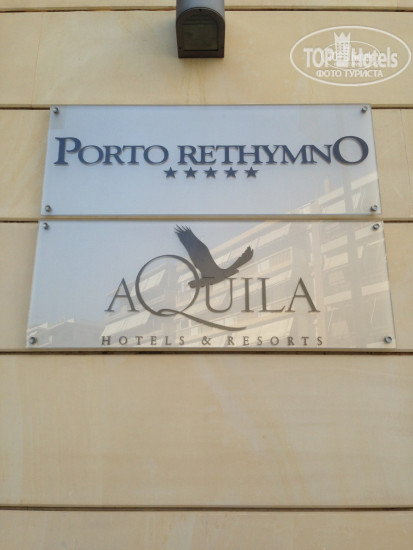 TOP Hotels
ФОТО ТУРИСТА
PORTO RETHYMNO
★★★★★
AQUILA
HOTELS & RESORTS